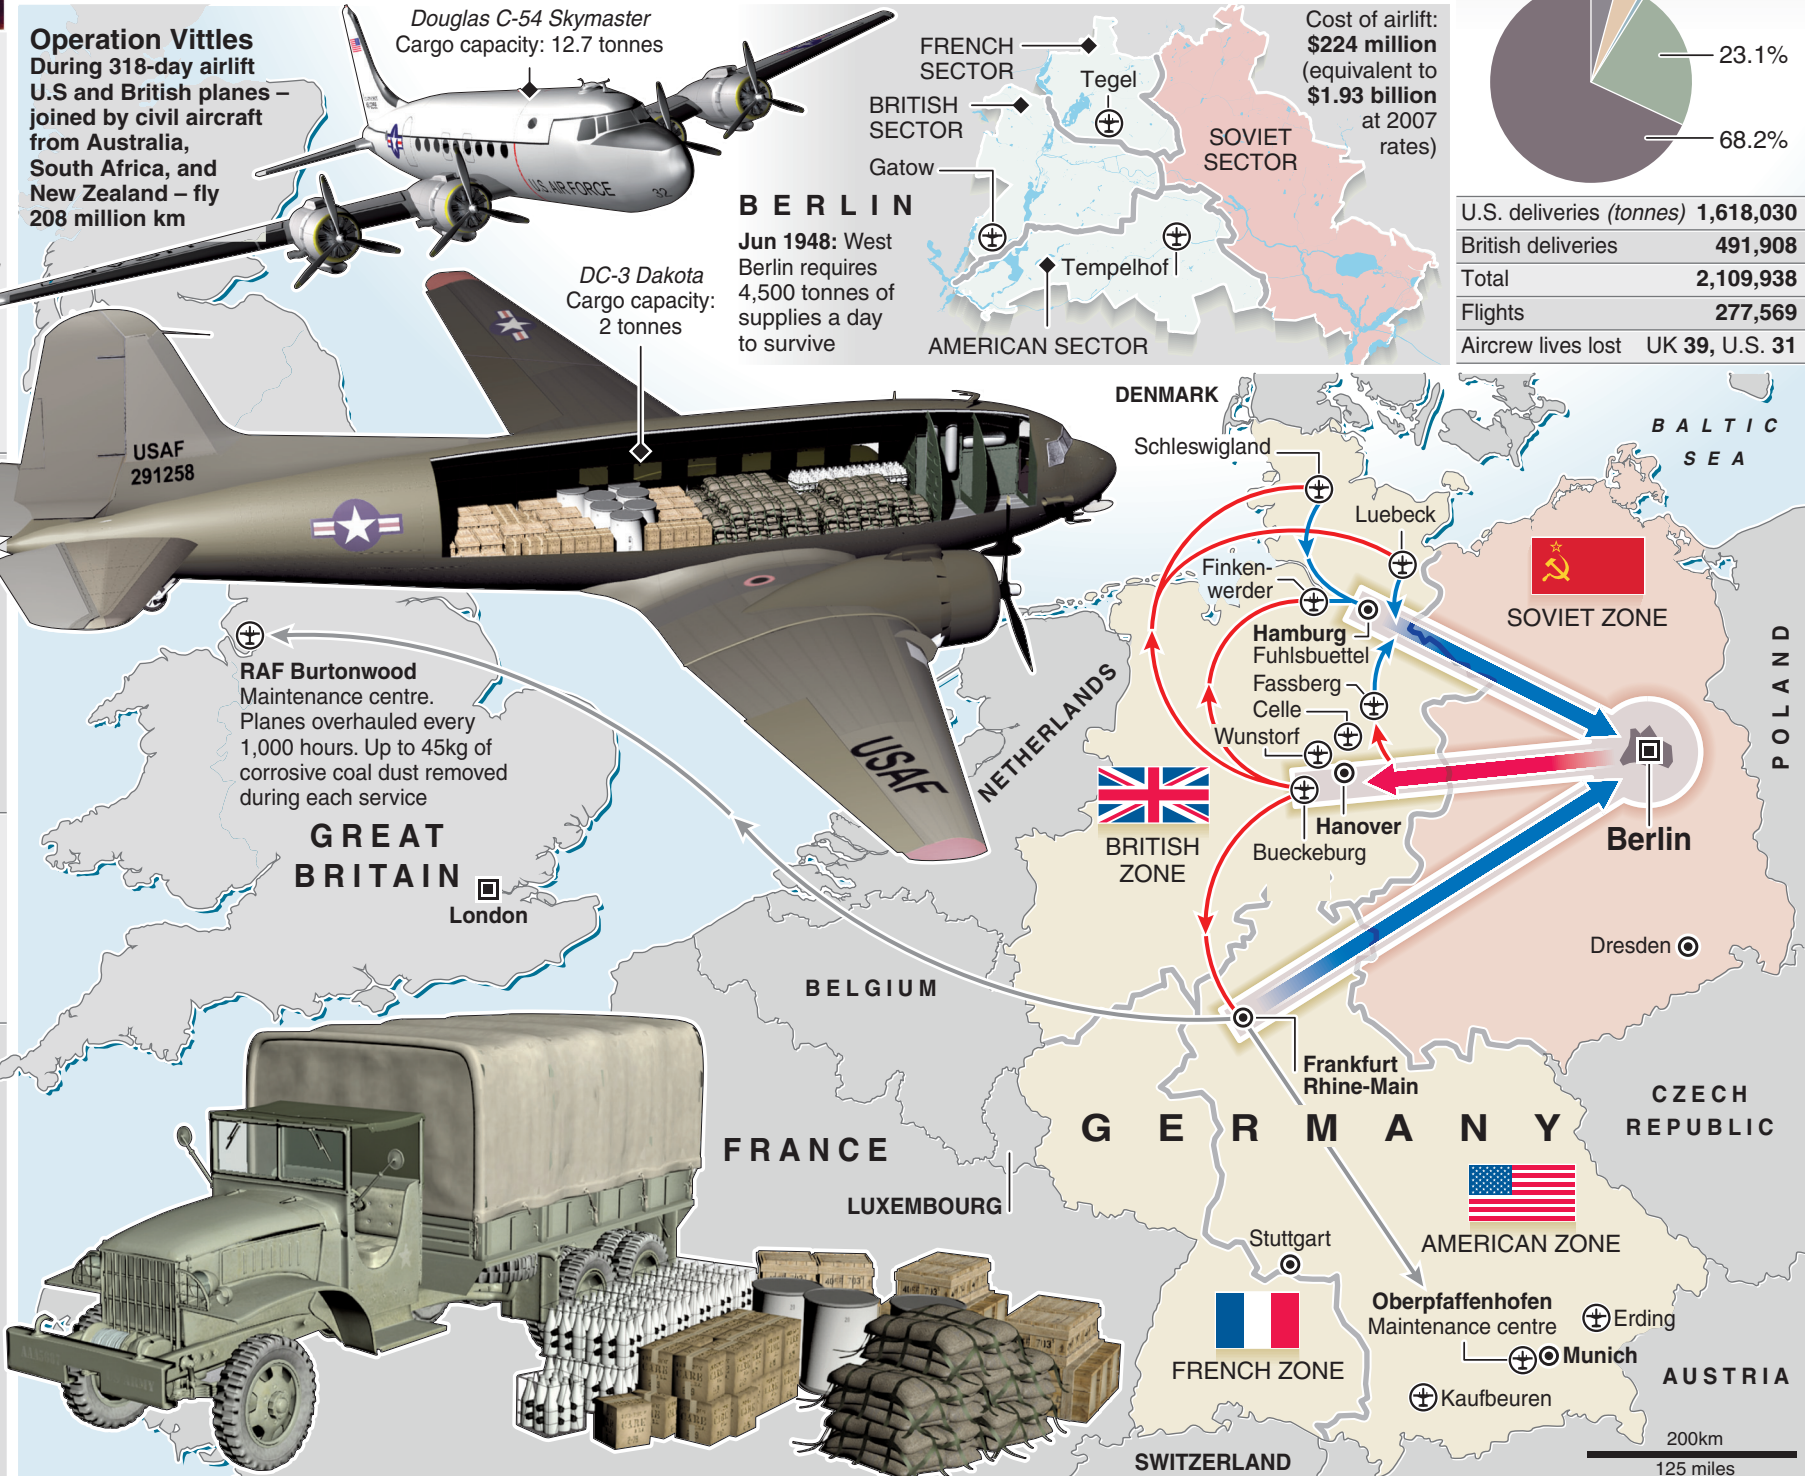 Operation Vittles
During 318-day airlift
U.S and British planes –
joined by civil aircraft
from Australia,
South Africa, and
New Zealand – fly
208 million km
Douglas C-54 Skymaster
Cargo capacity: 12.7 tonnes
U.S. AIR FORCE
32
DC-3 Dakota
Cargo capacity:
2 tonnes
USAF
291258
USAF
BERLIN
Jun 1948: West
Berlin requires
4,500 tonnes of
supplies a day
to survive
FRENCH
SECTOR
BRITISH
SECTOR
Gatow
Tegel
SOVIET
SECTOR
Tempelhof
AMERICAN SECTOR
Cost of airlift:
$224 million
(equivalent to
$1.93 billion
at 2007
rates)
23.1%
68.2%
U.S. deliveries (tonnes) 1,618,030
British deliveries 491,908
Total 2,109,938
Flights 277,569
Aircrew lives lost UK 39, U.S. 31
DENMARK
BALTIC
SEA
Schleswigland
Luebeck
Finken-
werder
Hamburg
Fuhlsbuettel
Fassberg
Celle
Wunstorf
Hanover
Bueckeburg
SOVIET ZONE
POLAND
Berlin
Dresden
BRITISH
ZONE
NETHERLANDS
RAF Burtonwood
Maintenance centre.
Planes overhauled every
1,000 hours. Up to 45kg of
corrosive coal dust removed
during each service
GREAT
BRITAIN
London
BELGIUM
Frankfurt
Rhine-Main
GERMANY
CZECH
REPUBLIC
FRANCE
LUXEMBOURG
AMERICAN ZONE
Stuttgart
FRENCH ZONE
Oberpfaffenhofen
Maintenance centre
Erding
Munich
Kaufbeuren
AUSTRIA
SWITZERLAND
200km
125 miles